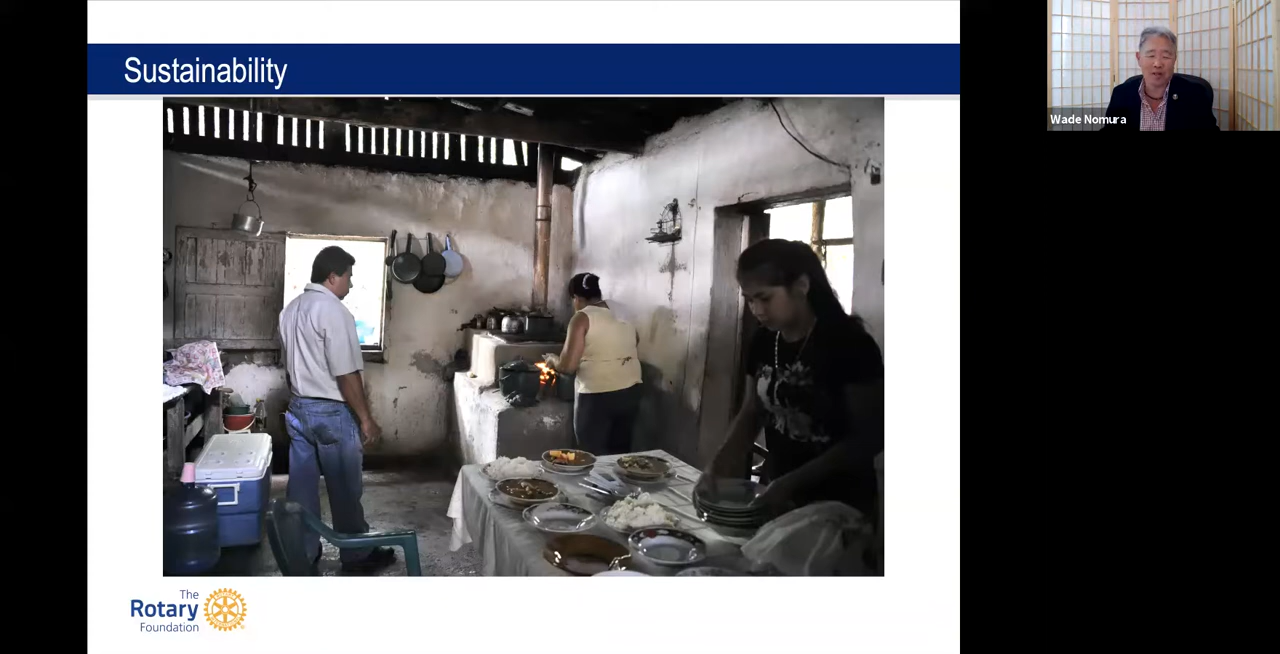 Sustainability
Wade Nomura
The
Rotary
Foundation